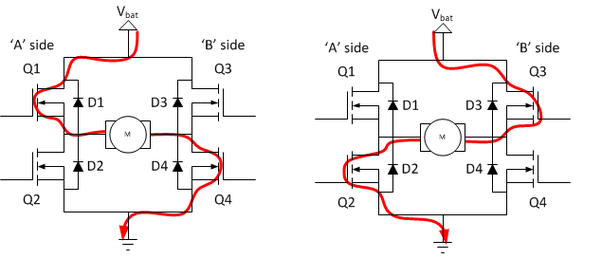 Vbat
'A' side
'B' side
Q1
Q3
D1
D3
M
D2
D4
Q2
Q4
Vbat
'A' side
'B' side
Q1
Q3
D1
D3
M
D2
D4
Q2
Q4